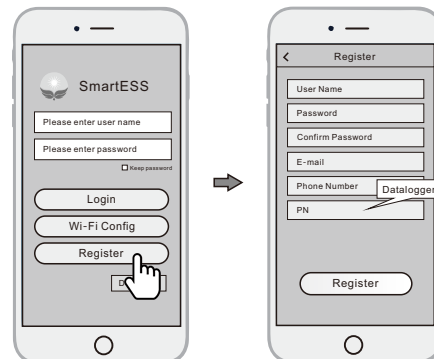 SmartESS
Please enter user name
Please enter password
Keep password
Login
Wi-Fi Config
Register
D
Register
User Name
Password
Confirm Password
E-mail
Phone Number
Datalogger
PN
Register